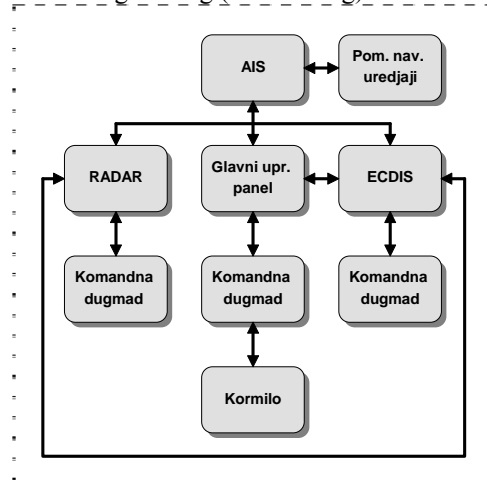 AIS
Pom. nav.
uredjaji
RADAR
Glavni upr.
panel
ECDIS
Komandna
dugmad
Komandna
dugmad
Komandna
dugmad
Kormilo